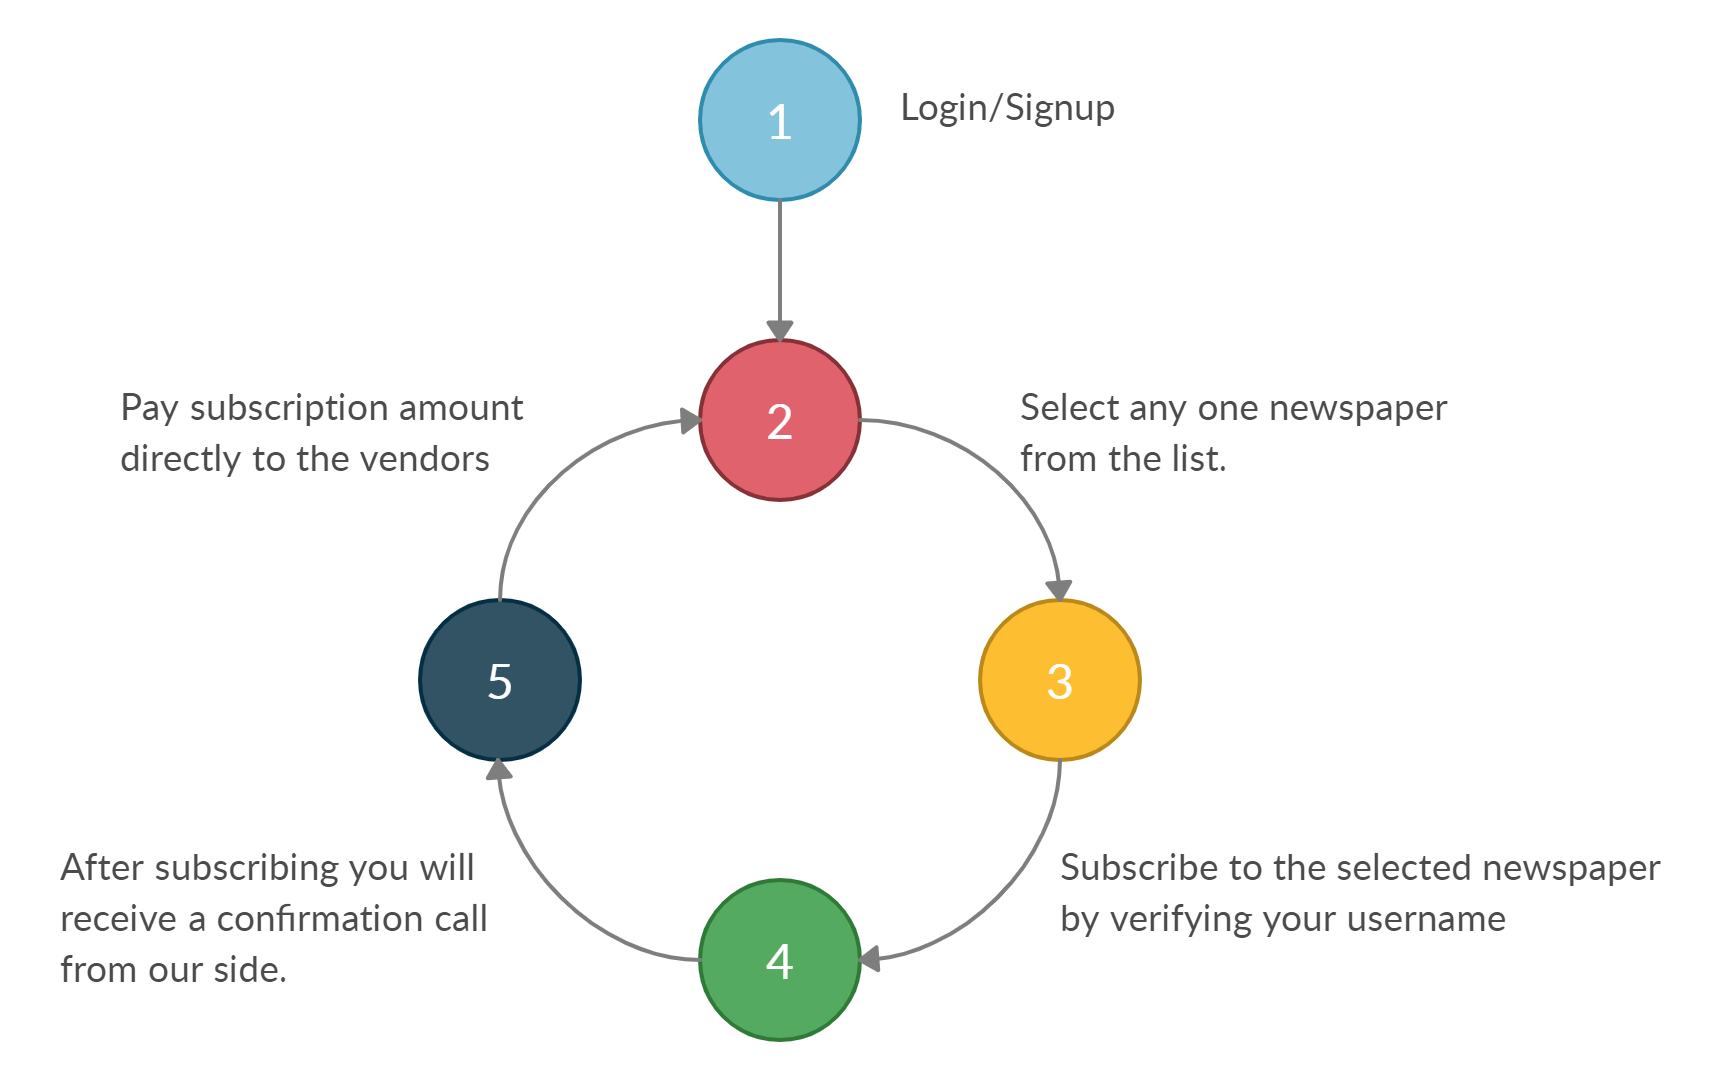 1
Login/Signup
2
Pay subscription amount
directly to the vendors
Select any one newspaper
from the list.
5
3
After subscribing you will
receive a confirmation call
from our side.
Subscribe to the selected newspaper
by verifying your username
4